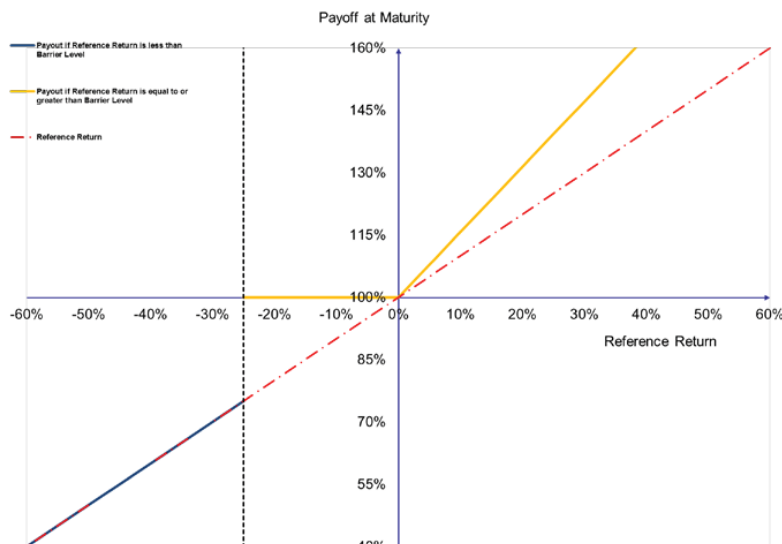 Payoff at Maturity
Payout if Reference Return is less than
Barrier Level
Payout if Reference Return is equal to or
greater than Barrier Level
Reference Return
160%
145%
130%
115%
100%
-60% -50% -40% -30% -20% -10% 0% 10% 20% 30% 40% 50% 60%
Reference Return
85%
70%
55%
40%